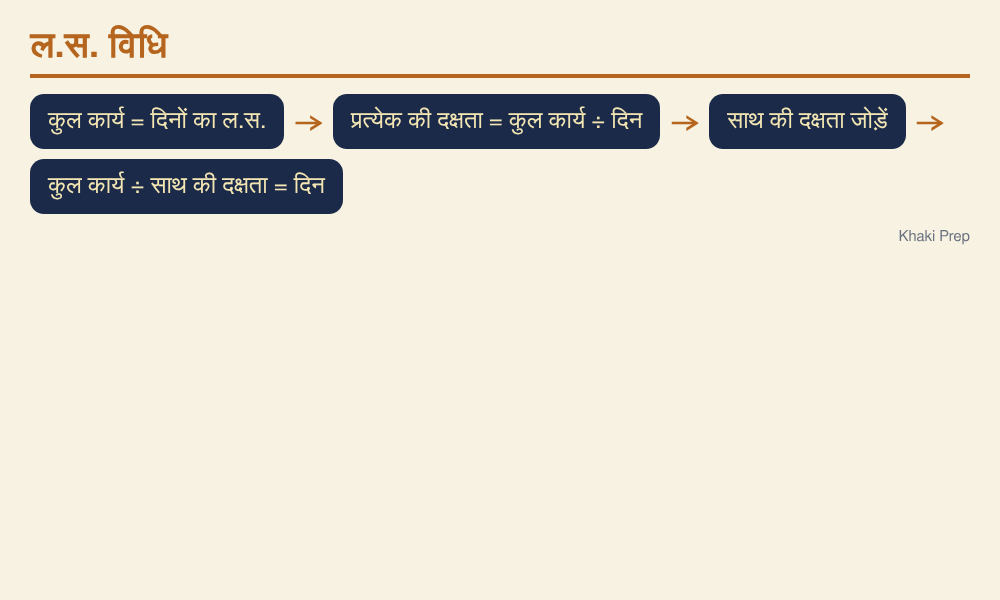 ल.स. विधि
कुल कार्य = दिनों का ल.स. → प्रत्येक की दक्षता = कुल कार्य ÷ दिन → साथ की दक्षता जोड़ें →
कुल कार्य ÷ साथ की दक्षता = दिन
Khaki Prep